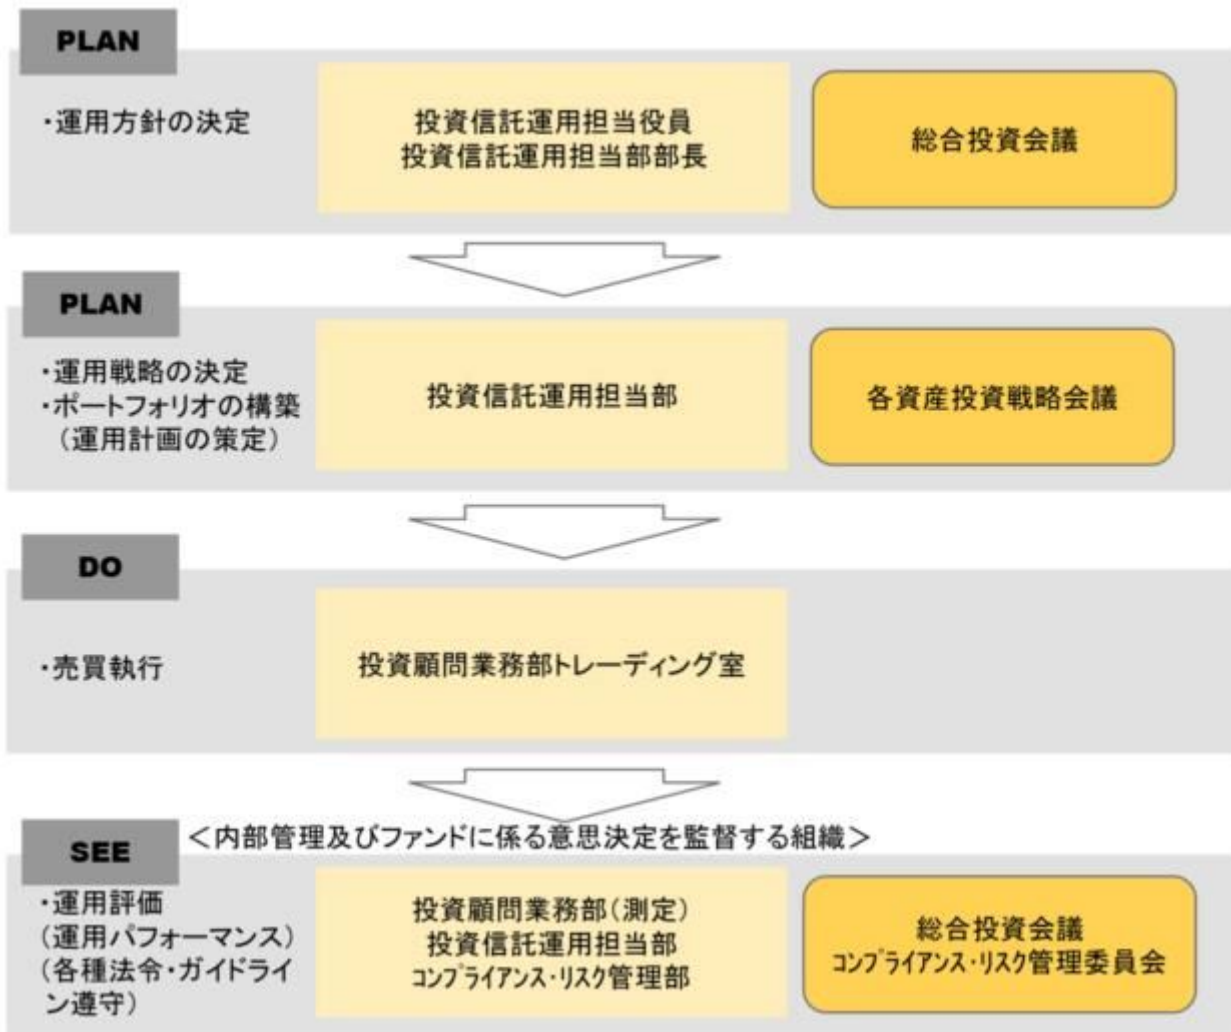 PLAN
・運用方針の決定
投資信託運用担当役員
投資信託運用担当部部長
総合投資会議
PLAN
・運用戦略の決定
・ポートフォリオの構築
(運用計画の策定)
投資信託運用担当部
各資産投資戦略会議
DO
・売買執行
投資顧問業務部トレーディング室
SEE
＜内部管理及びファンドに係る意思決定を監督する組織＞
・運用評価
(運用パフォーマンス)
(各種法令・ガイドライ
ン遵守)
投資顧問業務部(測定)
投資信託運用担当部
ｺﾝﾌﾟﾗｲｱﾝｽ・ﾘｽｸ管理部
総合投資会議
ｺﾝﾌﾟﾗｲｱﾝｽ・ﾘｽｸ管理委員会